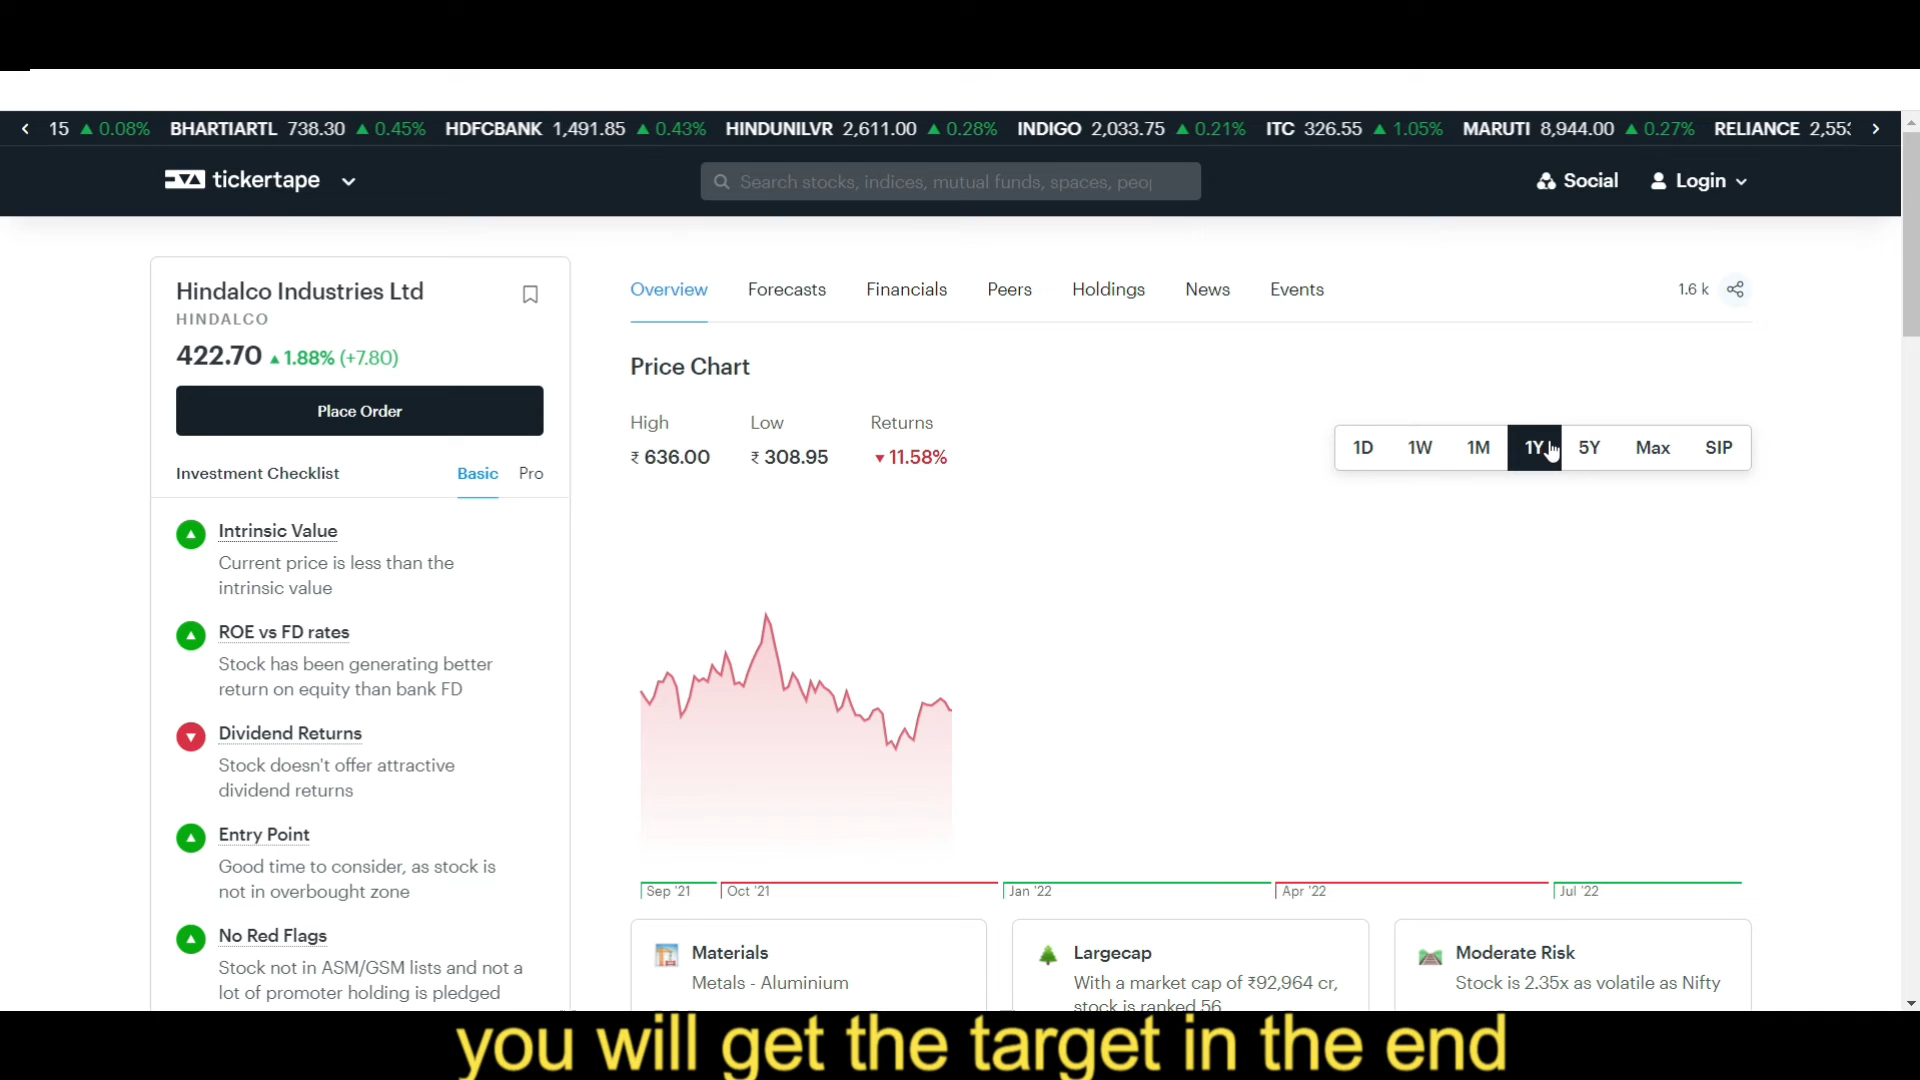 15 ▲ 0.08% BHARTIARTL 738.30 ▲ 0.45% HDFCBANK 1,491.85 ▲ 0.43% HINDUNILVR 2,611.00 ▲ 0.28% INDIGO 2,033.75 ▲ 0.21% ITC 326.55 ▲ 1.05% MARUTI 8,944.00 ▲ 0.27% RELIANCE
tickertape
Search stocks, indices, mutual funds, spaces,
Social
Login
Hindalco Industries Ltd
HINDALCO
422.70 ▲ 1.88% (+7.80)
Place Order
Investment Checklist Basic Pro
Intrinsic Value
Current price is less than the
intrinsic value
ROE vs FD rates
Stock has been generating better
return on equity than bank FD
Dividend Returns
Stock doesn't offer attractive
dividend returns
Entry Point
Good time to consider, as stock is
not in overbought zone
No Red Flags
Stock not in ASM/GSM lists and not a
lot of promoter holding is pledged
Overview Forecasts Financials Peers Holdings News Events
1.6 k
Price Chart
High Low Returns
₹ 636.00 ₹ 308.95 ▼ 11.58%
1D 1W 1M 1Y 5Y Max SIP
Sep '21 Oct '21 Jan '22 Apr '22 Jul '22
Materials
Metals - Aluminium
Largecap
With a market cap of ₹92,964 cr,
stock is ranked 56
Moderate Risk
Stock is 2.35x as volatile as Nifty
you will get the target in the end